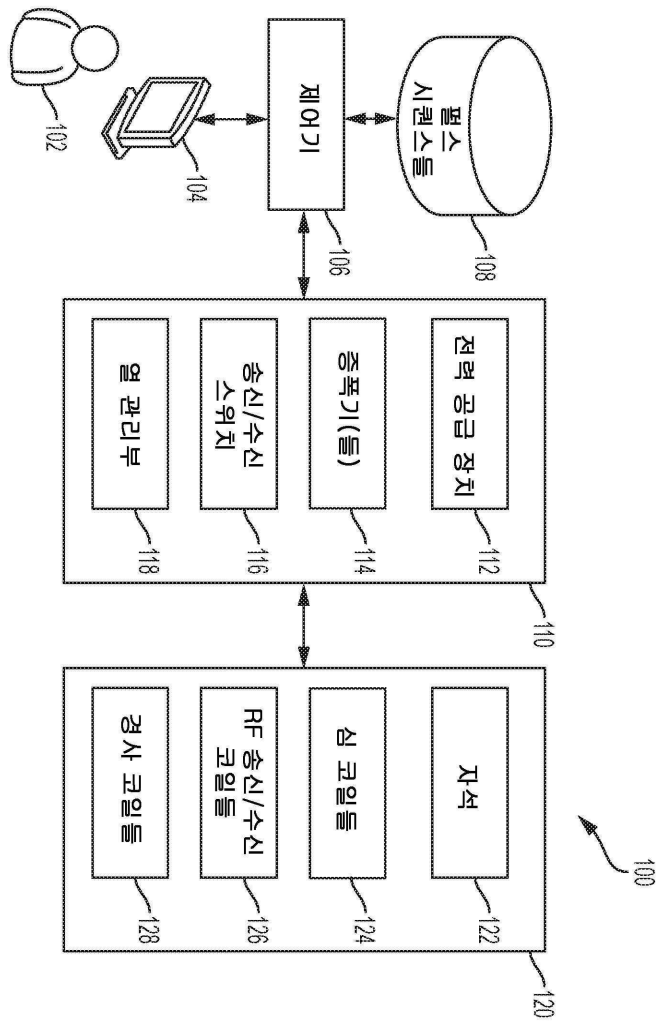 100
펄스
시퀀스들
108
제어기
106
104
102
110
전력 공급 장치
112
증폭기(들)
114
송신/수신
스위치
116
열 관리부
118
120
자석
122
심 코일들
124
RF 송신/수신
코일들
126
경사 코일들
128